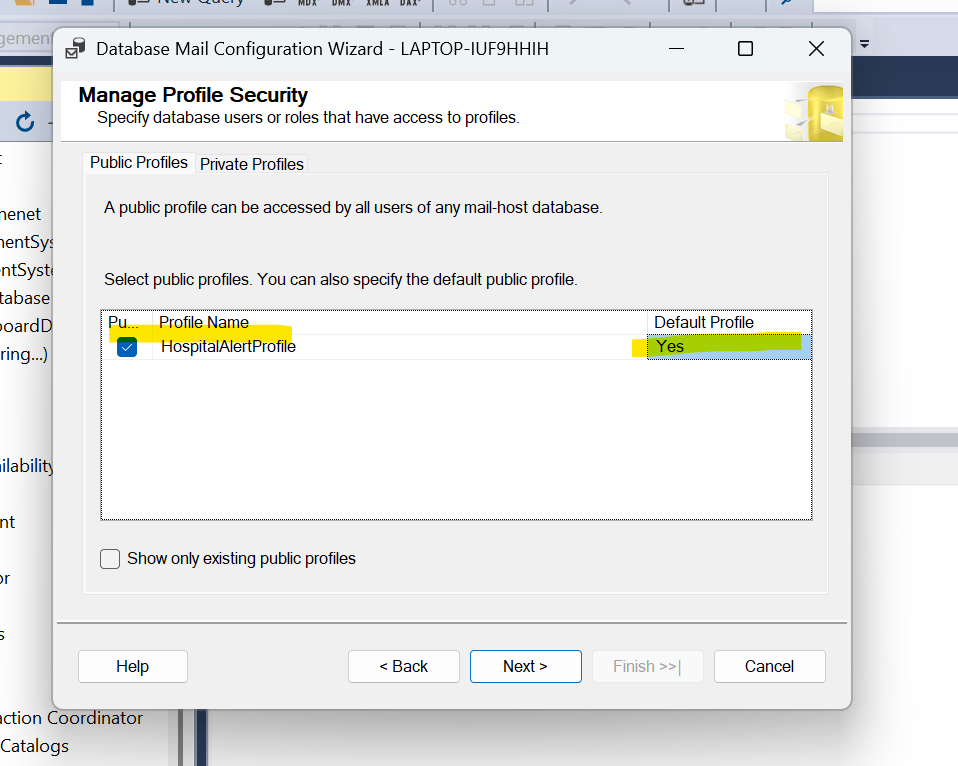 New Query
MDX
DMX
XMLA
DAX
Database Mail Configuration Wizard - LAPTOP-IUF9HHIH
Manage Profile Security
Specify database users or roles that have access to profiles.
Public Profiles Private Profiles
A public profile can be accessed by all users of any mail-host database.
Select public profiles. You can also specify the default public profile.
Pu... Profile Name Default Profile
HospitalAlertProfile Yes
Show only existing public profiles
Help < Back Next > Finish >>| Cancel
gement
menet
nentSys
entSyste
tabase
boardD
ring...)
ilability
nt
or
s
action Coordinator
Catalogs